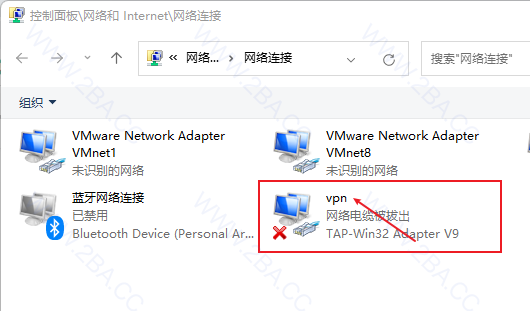 控制面板\网络和 Internet\网络连接
« 网络... › 网络连接
搜索"网络连接"
组织
VMware Network Adapter VMnet1
未识别的网络
VMware Network Adapter VMnet8
未识别的网络
蓝牙网络连接
已禁用
Bluetooth Device (Personal Ar...
vpn
网络电缆被拔出
TAP-Win32 Adapter V9
WWW.2BA.CC